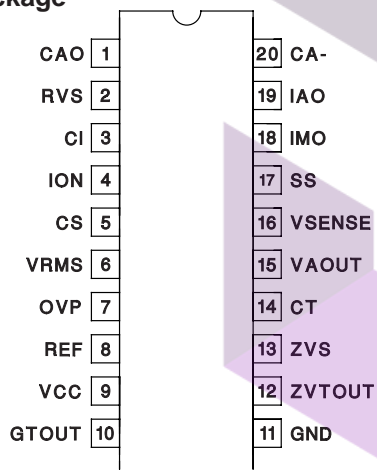 ckage
CAO 1 20 CA-
RVS 2 19 IAO
CI 3 18 IMO
ION 4 17 SS
CS 5 16 VSENSE
VRMS 6 15 VAOUT
OVP 7 14 CT
REF 8 13 ZVS
VCC 9 12 ZVTOUT
GTOUT 10 11 GND